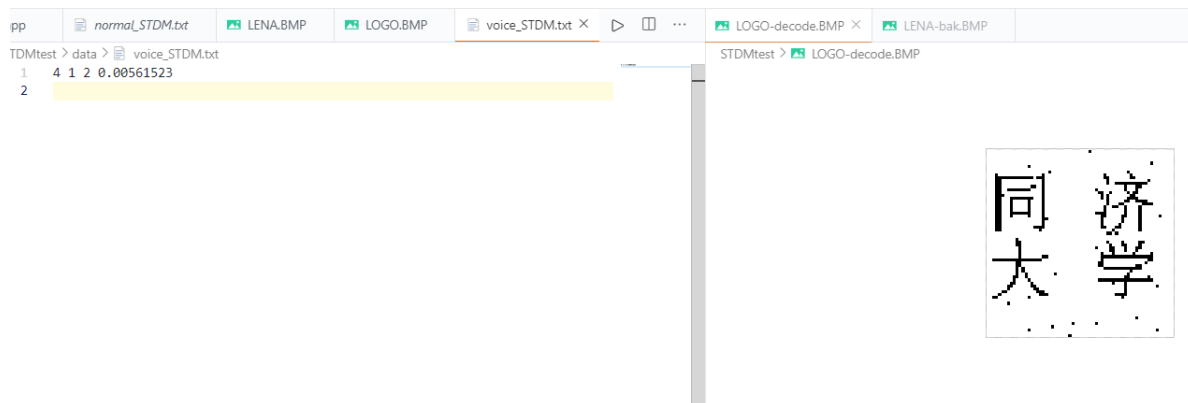 pp normal_STDM.txt LENA.BMP LOGO.BMP voice_STDM.txt LOGO-decode.BMP LENA-bak.BMP
TDMtest > data > voice_STDM.txt
STDMtest > LOGO-decode.BMP
1 4 1 2 0.00561523
2
同 济
大 学